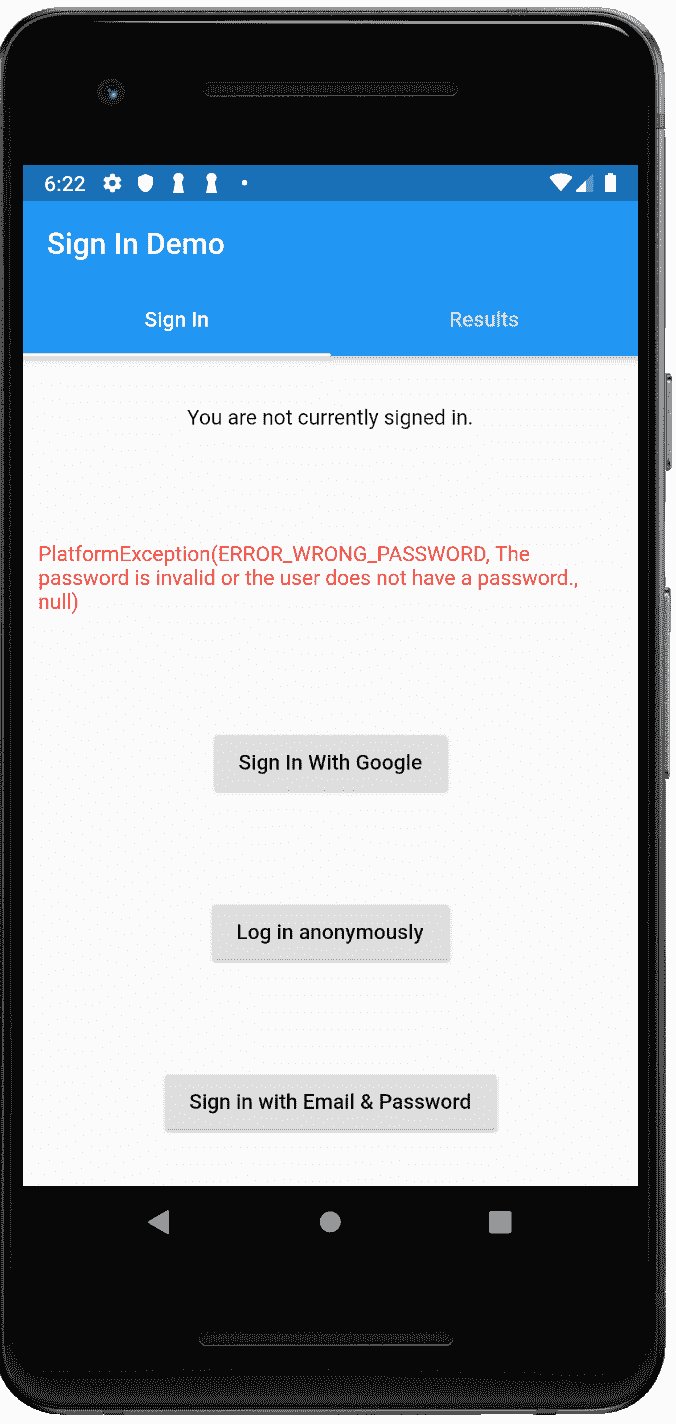 6:22
Sign In Demo
Sign In
Results
You are not currently signed in.
PlatformException(ERROR_WRONG_PASSWORD, The
password is invalid or the user does not have a password.,
null)
Sign In With Google
Log in anonymously
Sign in with Email & Password